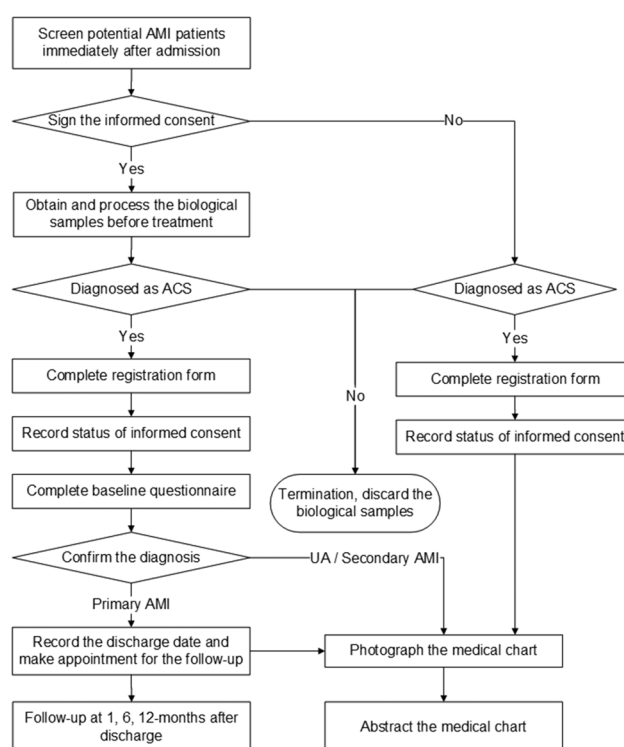 Screen potential AMI patients
immediately after admission
Sign the informed consent
No
Yes
Obtain and process the biological
samples before treatment
Diagnosed as ACS
Diagnosed as ACS
Yes
Yes
Complete registration form
Complete registration form
No
Record status of informed consent
Record status of informed consent
Complete baseline questionnaire
Termination, discard the
biological samples
Confirm the diagnosis
UA / Secondary AMI
Primary AMI
Record the discharge date and
make appointment for the follow-up
Photograph the medical chart
Follow-up at 1, 6, 12-months after
discharge
Abstract the medical chart